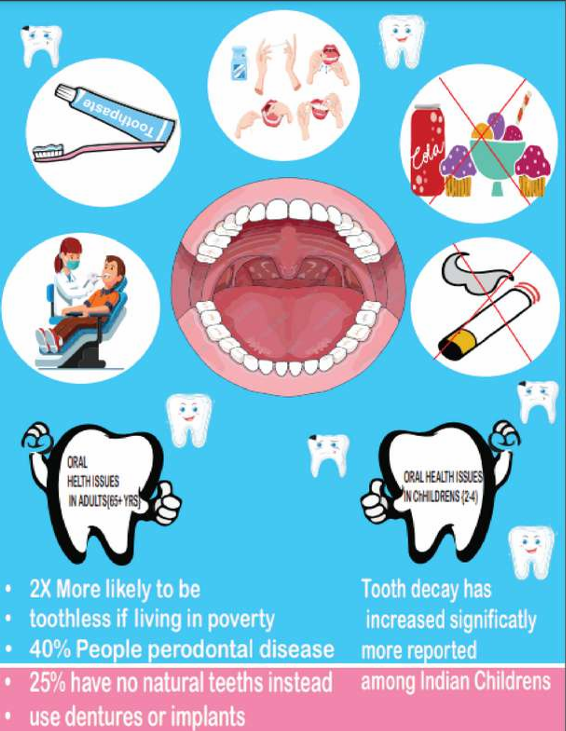 Toothpaste
Cola
ORAL
HELTH ISSUES
IN ADULTS(65+ YRS)
ORAL HEALTH ISSUES
IN ChHILDRENS (2-4)
• 2X More likely to be
• toothless if living in poverty
• 40% People perodontal disease
• 25% have no natural teeths instead
• use dentures or implants
Tooth decay has
increased significatly
more reported
among Indian Childrens